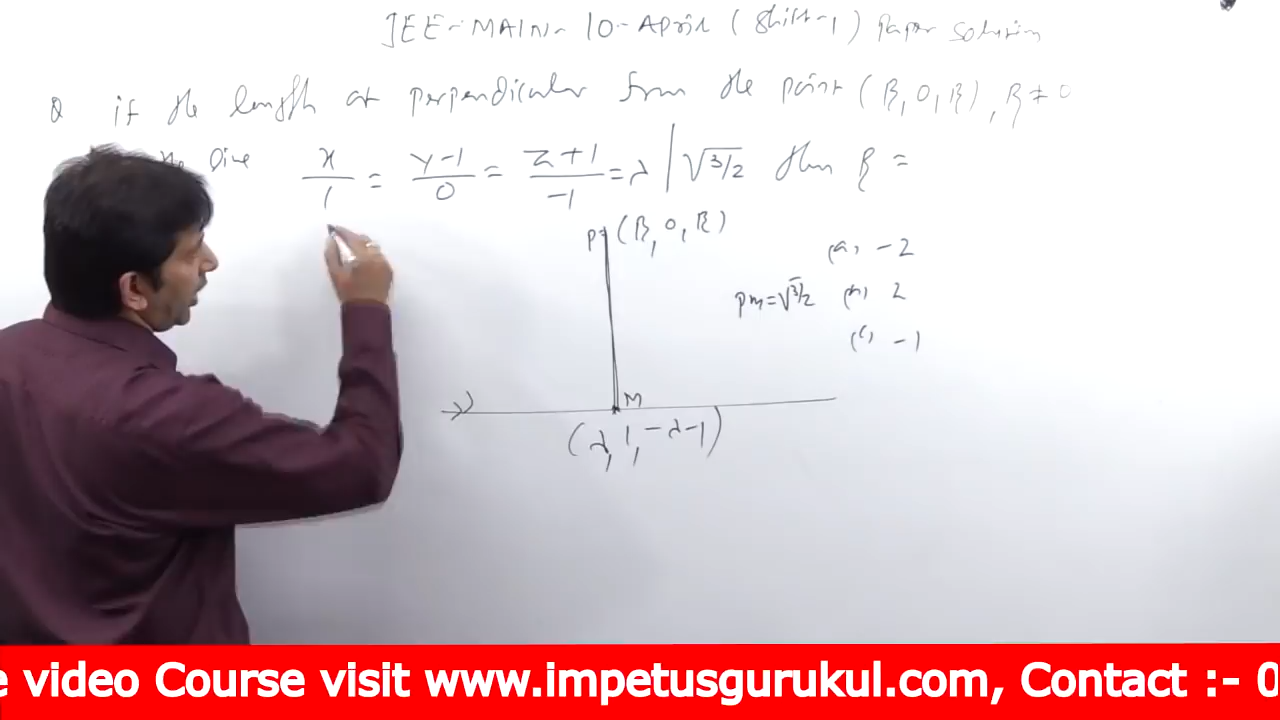 JEE-MAIN-10-April (Shift-1) Paper Solution
Q if the length of perpendicular from the point (β, 0, β), β ≠ 0
the line x/1 = y-1/0 = z+1/-1 = λ | √3/2 then β =
P (β, 0, β)
(a) -2
PM = √3/2 2
(c) -1
M
(λ, 1, -λ-1)
e video Course visit www.impetusgurukul.com, Contact :- 0